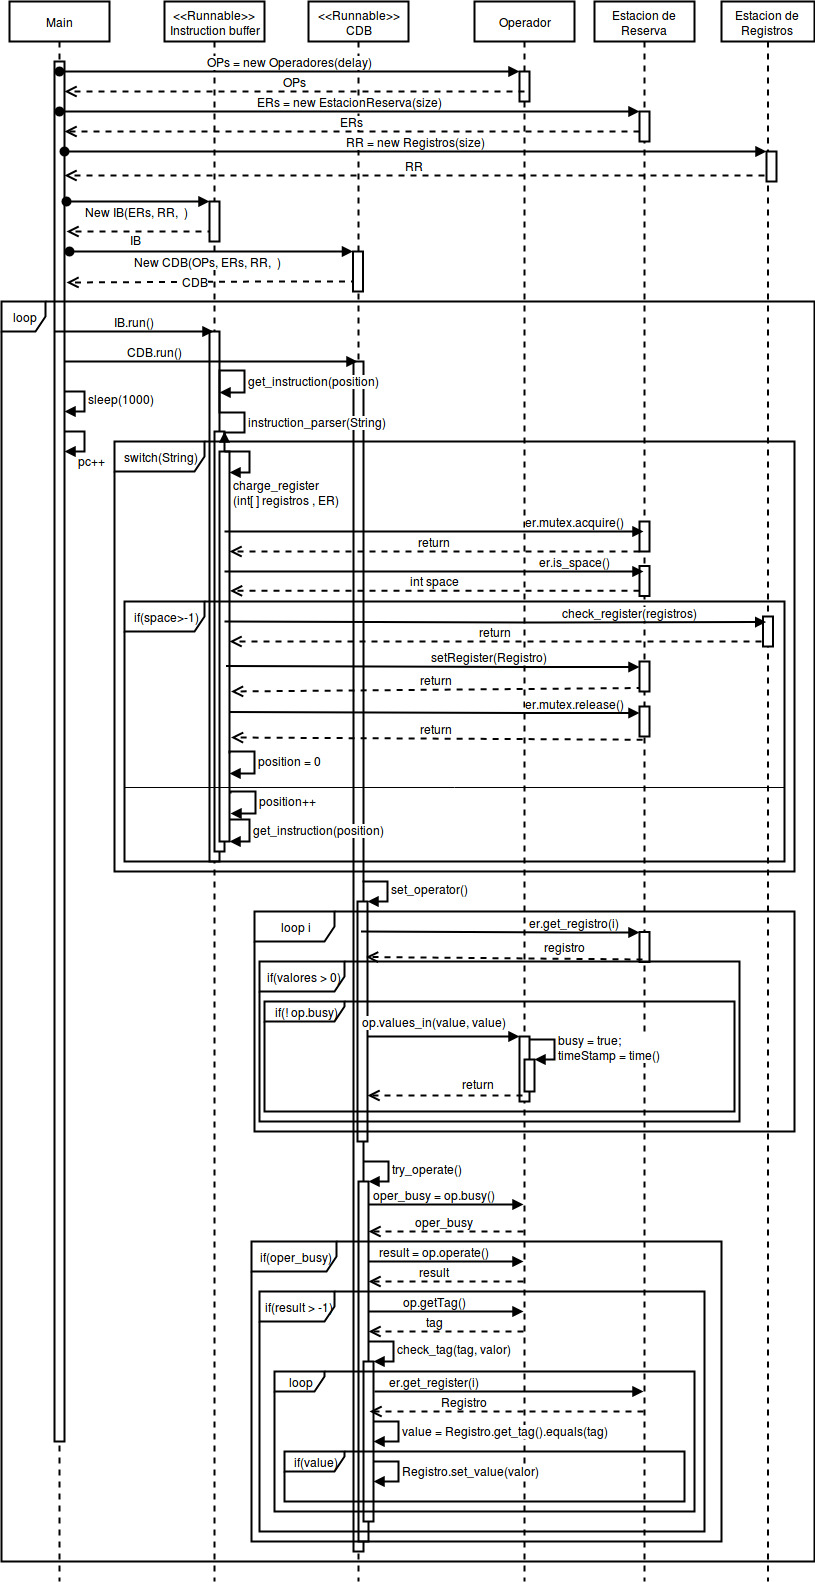 Main
<<Runnable>>
Instruction buffer
<<Runnable>>
CDB
Operador
Estacion de
Reserva
Estacion de
Registros
OPs = new Operadores(delay)
OPs
ERs = new EstacionReserva(size)
ERs
RR = new Registros(size)
RR
New IB(ERs, RR,  )
IB
New CDB(OPs, ERs, RR,  )
CDB
loop
IB.run()
CDB.run()
get_instruction(position)
sleep(1000)
instruction_parser(String)
pc++
switch(String)
charge_register
(int[ ] registros , ER)
er.mutex.acquire()
return
er.is_space()
int space
if(space>-1)
check_register(registros)
return
setRegister(Registro)
return
er.mutex.release()
return
position = 0
position++
get_instruction(position)
set_operator()
loop i
er.get_registro(i)
registro
if(valores > 0)
if(! op.busy)
op.values_in(value, value)
busy = true;
timeStamp = time()
return
try_operate()
oper_busy = op.busy()
oper_busy
if(oper_busy)
result = op.operate()
result
if(result > -1)
op.getTag()
tag
check_tag(tag, valor)
loop
er.get_register(i)
Registro
value = Registro.get_tag().equals(tag)
if(value)
Registro.set_value(valor)